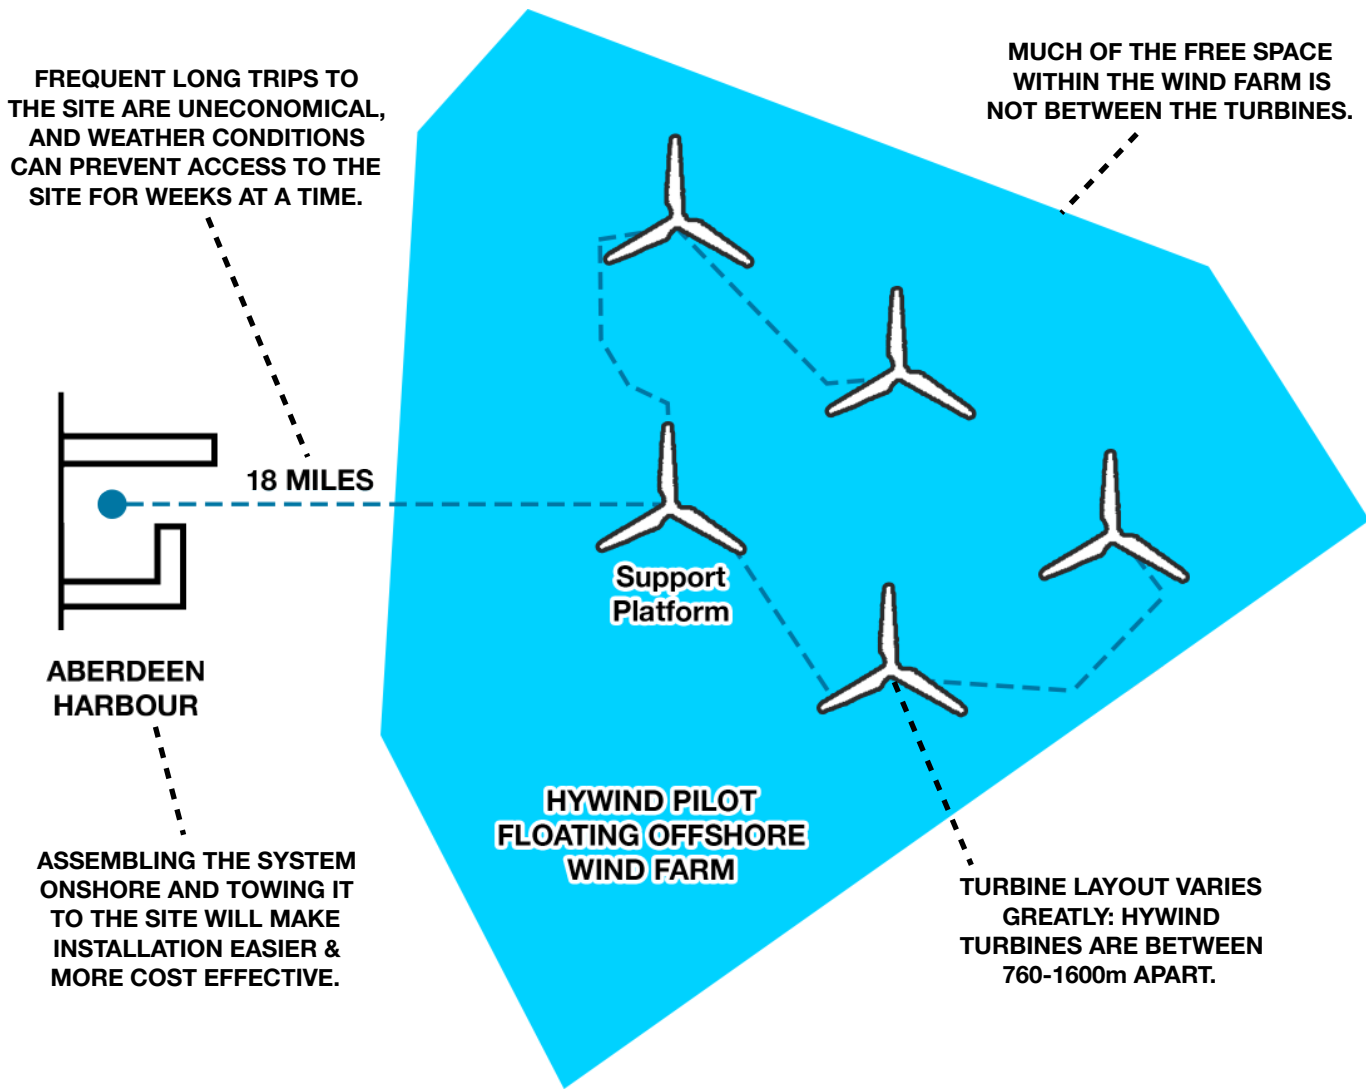 FREQUENT LONG TRIPS TO
THE SITE ARE UNECONOMICAL,
AND WEATHER CONDITIONS
CAN PREVENT ACCESS TO THE
SITE FOR WEEKS AT A TIME.
MUCH OF THE FREE SPACE
WITHIN THE WIND FARM IS
NOT BETWEEN THE TURBINES.
18 MILES
Support
Platform
ABERDEEN
HARBOUR
HYWIND PILOT
FLOATING OFFSHORE
WIND FARM
ASSEMBLING THE SYSTEM
ONSHORE AND TOWING IT
TO THE SITE WILL MAKE
INSTALLATION EASIER &
MORE COST EFFECTIVE.
TURBINE LAYOUT VARIES
GREATLY: HYWIND
TURBINES ARE BETWEEN
760-1600m APART.